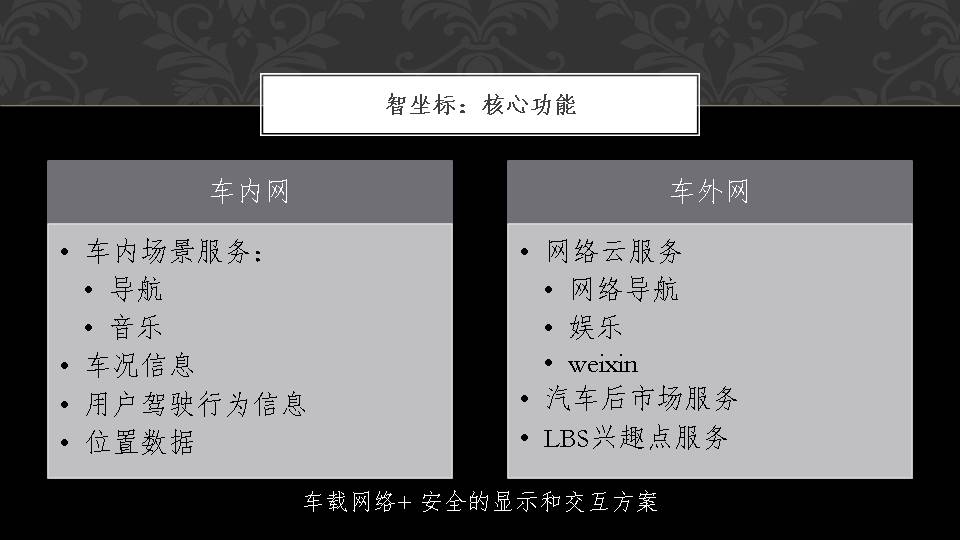 智坐标：核心功能
车内网
• 车内场景服务：
• 导航
• 音乐
• 车况信息
• 用户驾驶行为信息
• 位置数据
车外网
• 网络云服务
• 网络导航
• 娱乐
• weixin
• 汽车后市场服务
• LBS兴趣点服务
车载网络+ 安全的显示和交互方案